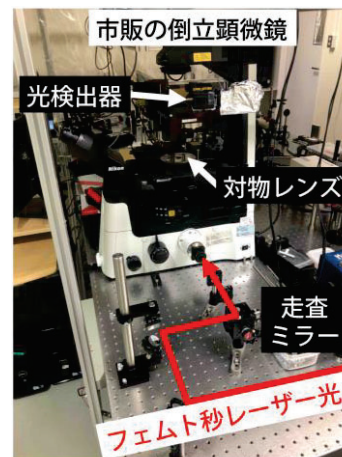 市販の倒立顕微鏡
光検出器
Nikon
対物レンズ
走査
ミラー
フェムト秒レーザー光